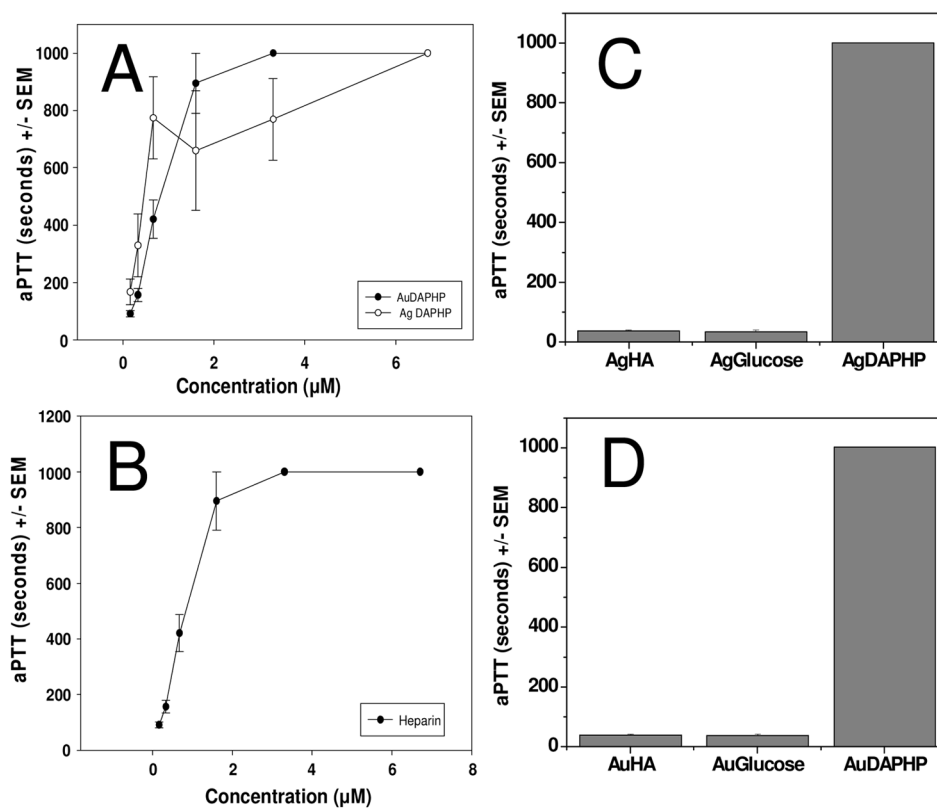 A
aPTT (seconds) +/- SEM
1000
800
600
400
200
0
0 2 4 6
Concentration (µM)
AuDAPHP
Ag DAPHP
B
aPTT (seconds) +/- SEM
1200
1000
800
600
400
200
0
0 2 4 6 8
Concentration (µM)
Heparin
C
aPTT (seconds) +/- SEM
1000
800
600
400
200
0
AgHA AgGlucose AgDAPHP
D
aPTT (seconds) +/- SEM
1000
800
600
400
200
0
AuHA AuGlucose AuDAPHP